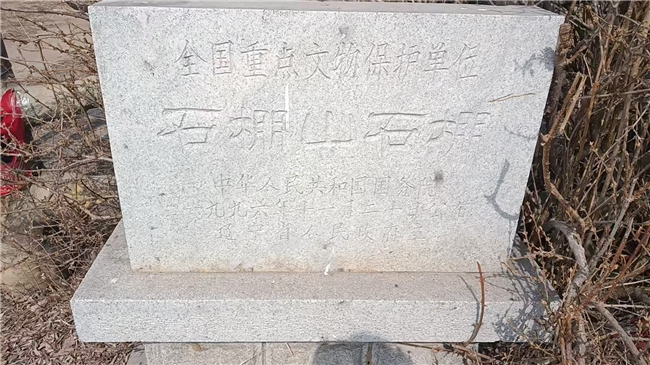 全国重点文物保护单位
石棚山石棚
中华人民共和国国务院
一九九六年十一月二十日公布
辽宁省人民政府立